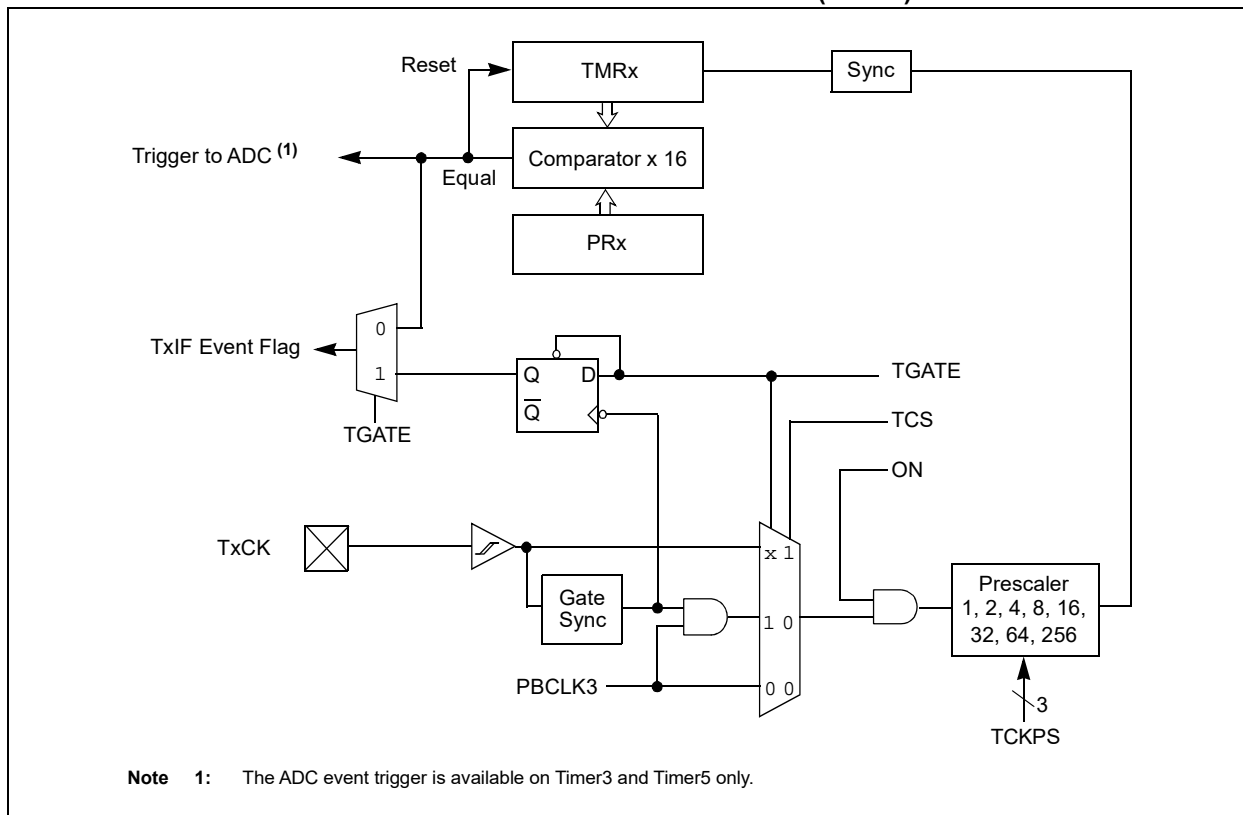 Reset
TMRx
Sync
Trigger to ADC (1)
Equal
Comparator x 16
PRx
0
1
TxIF Event Flag
TGATE
Q
D
Q̅
TGATE
TCS
ON
TxCK
x 1
Gate
Sync
1 0
PBCLK3
0 0
Prescaler
1, 2, 4, 8, 16,
32, 64, 256
3
TCKPS
Note 1: The ADC event trigger is available on Timer3 and Timer5 only.